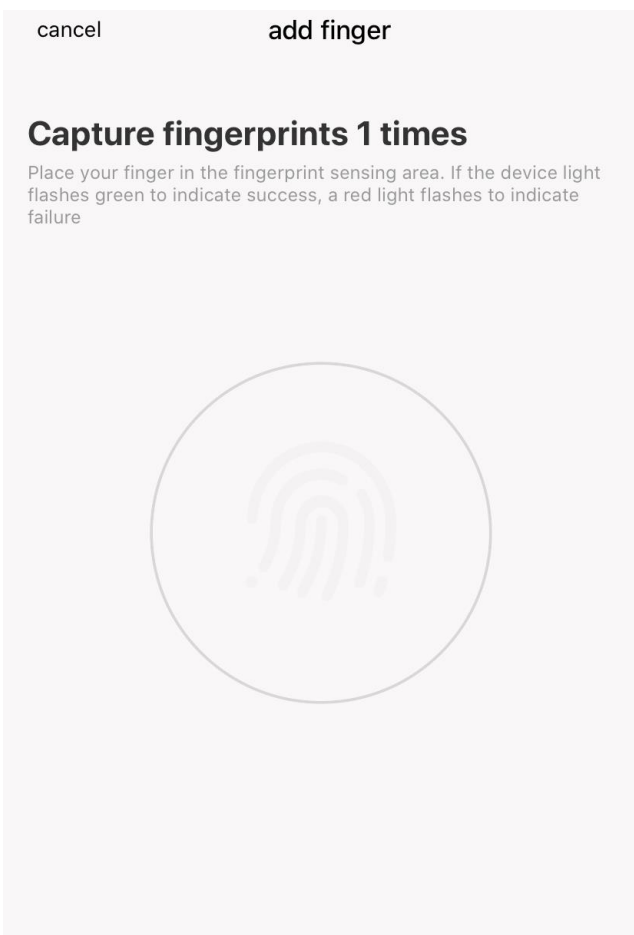 cancel
add finger
Capture fingerprints 1 times
Place your finger in the fingerprint sensing area. If the device light
flashes green to indicate success, a red light flashes to indicate
failure